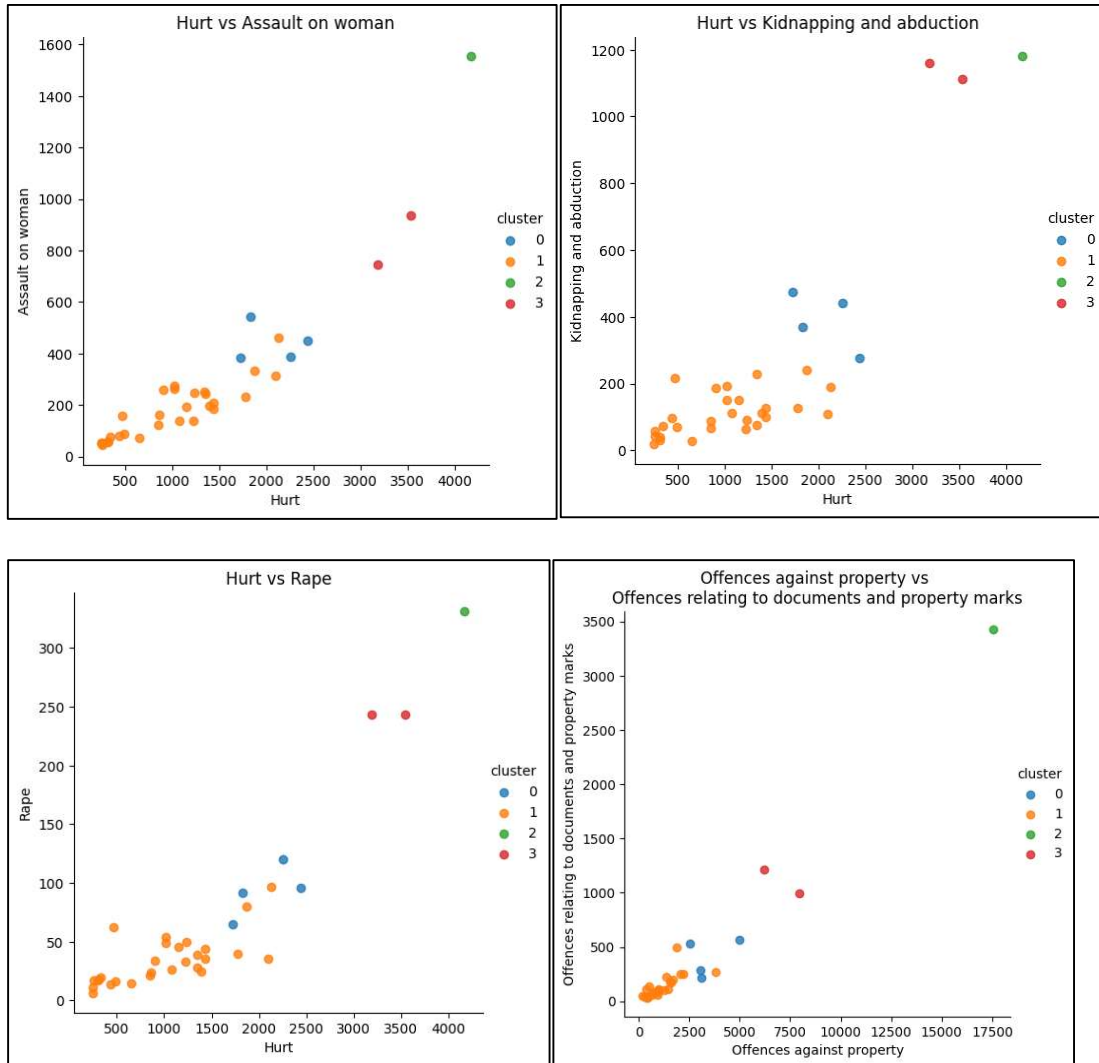 Hurt vs Assault on woman
1600
1400
1200
1000
800
600
400
200
0
Assault on woman
500 1000 1500 2000 2500 3000 3500 4000
Hurt
cluster
0
1
2
3
Hurt vs Kidnapping and abduction
1200
1000
800
600
400
200
0
Kidnapping and abduction
500 1000 1500 2000 2500 3000 3500 4000
Hurt
cluster
0
1
2
3
Hurt vs Rape
300
250
200
150
100
50
0
Rape
500 1000 1500 2000 2500 3000 3500 4000
Hurt
cluster
0
1
2
3
Offences against property vs
Offences relating to documents and property marks
3500
3000
2500
2000
1500
1000
500
0
Offences relating to documents and property marks
0 2500 5000 7500 10000 12500 15000 17500
Offences against property
cluster
0
1
2
3